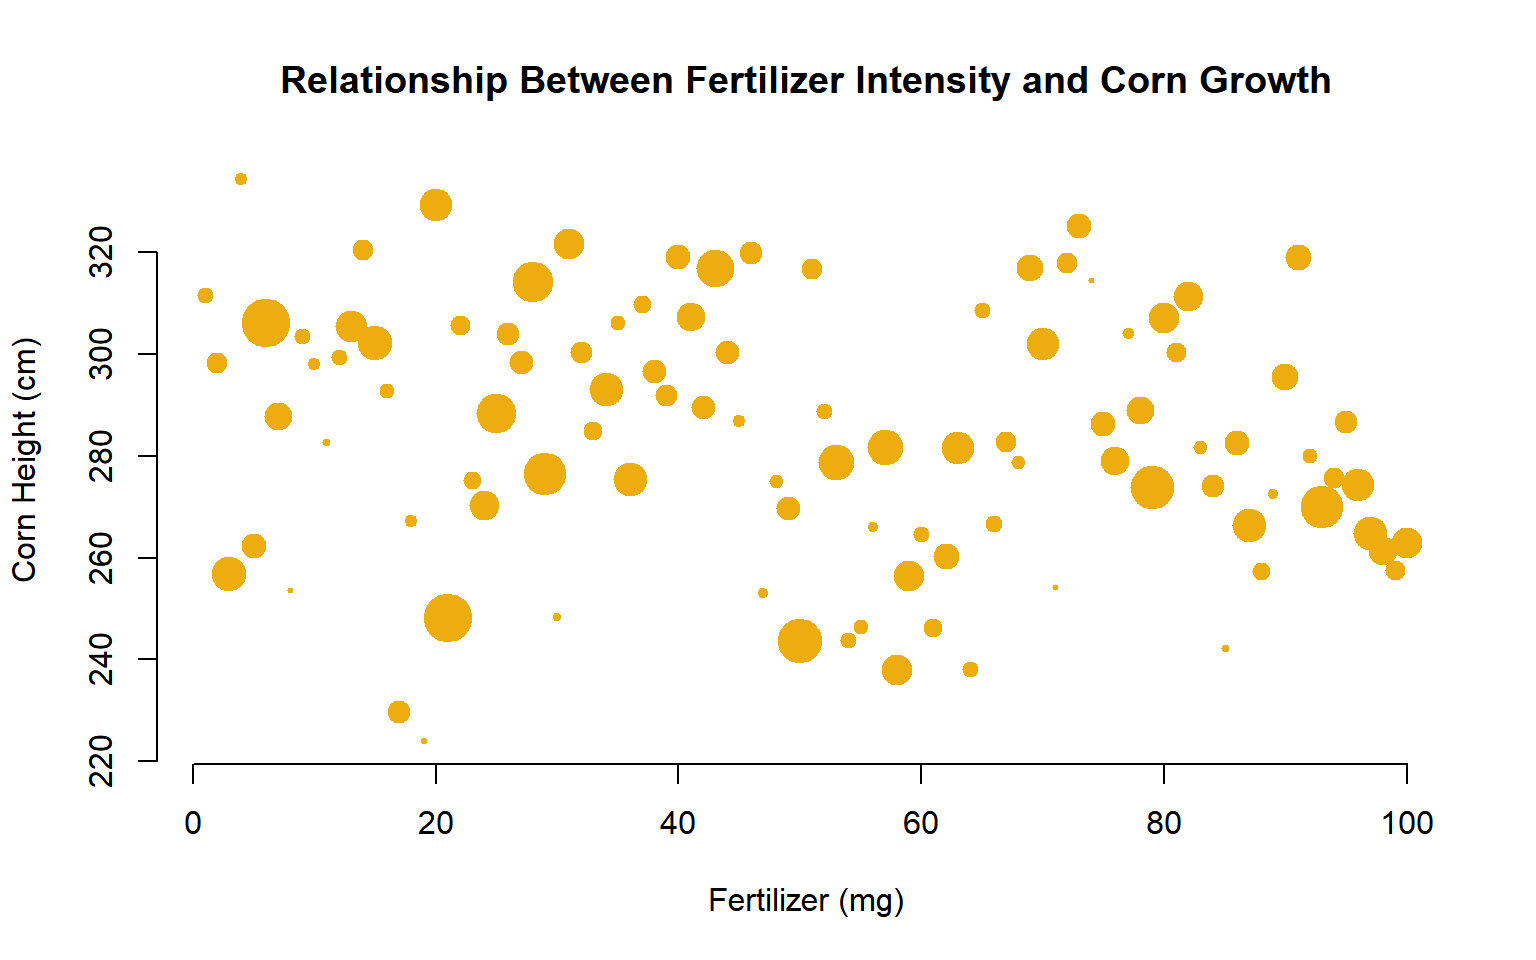 Relationship Between Fertilizer Intensity and Corn Growth
Corn Height (cm)
320
300
280
260
240
220
0 20 40 60 80 100
Fertilizer (mg)